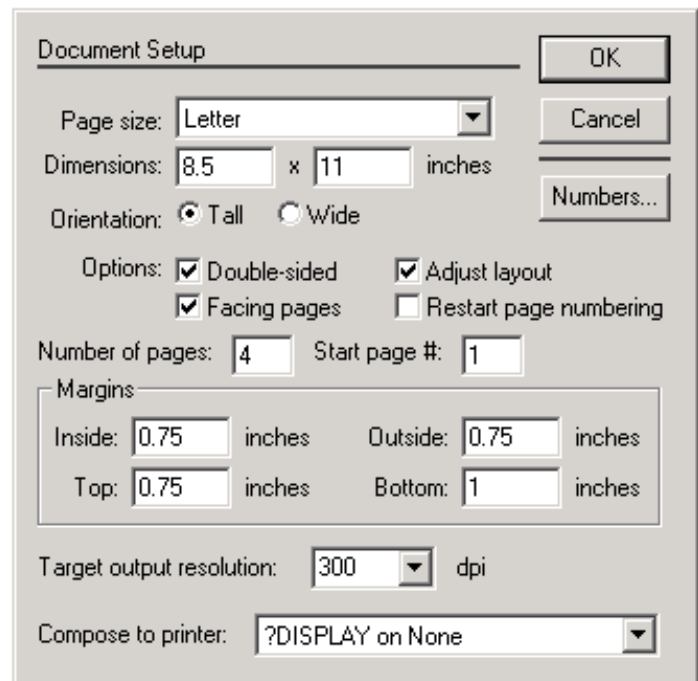 Document Setup
OK
Page size: Letter
Cancel
Dimensions: 8.5 x 11 inches
Numbers...
Orientation: Tall Wide
Options: Double-sided Adjust layout
Facing pages Restart page numbering
Number of pages: 4 Start page #: 1
Margins
Inside: 0.75 inches Outside: 0.75 inches
Top: 0.75 inches Bottom: 1 inches
Target output resolution: 300 dpi
Compose to printer: ?DISPLAY on None